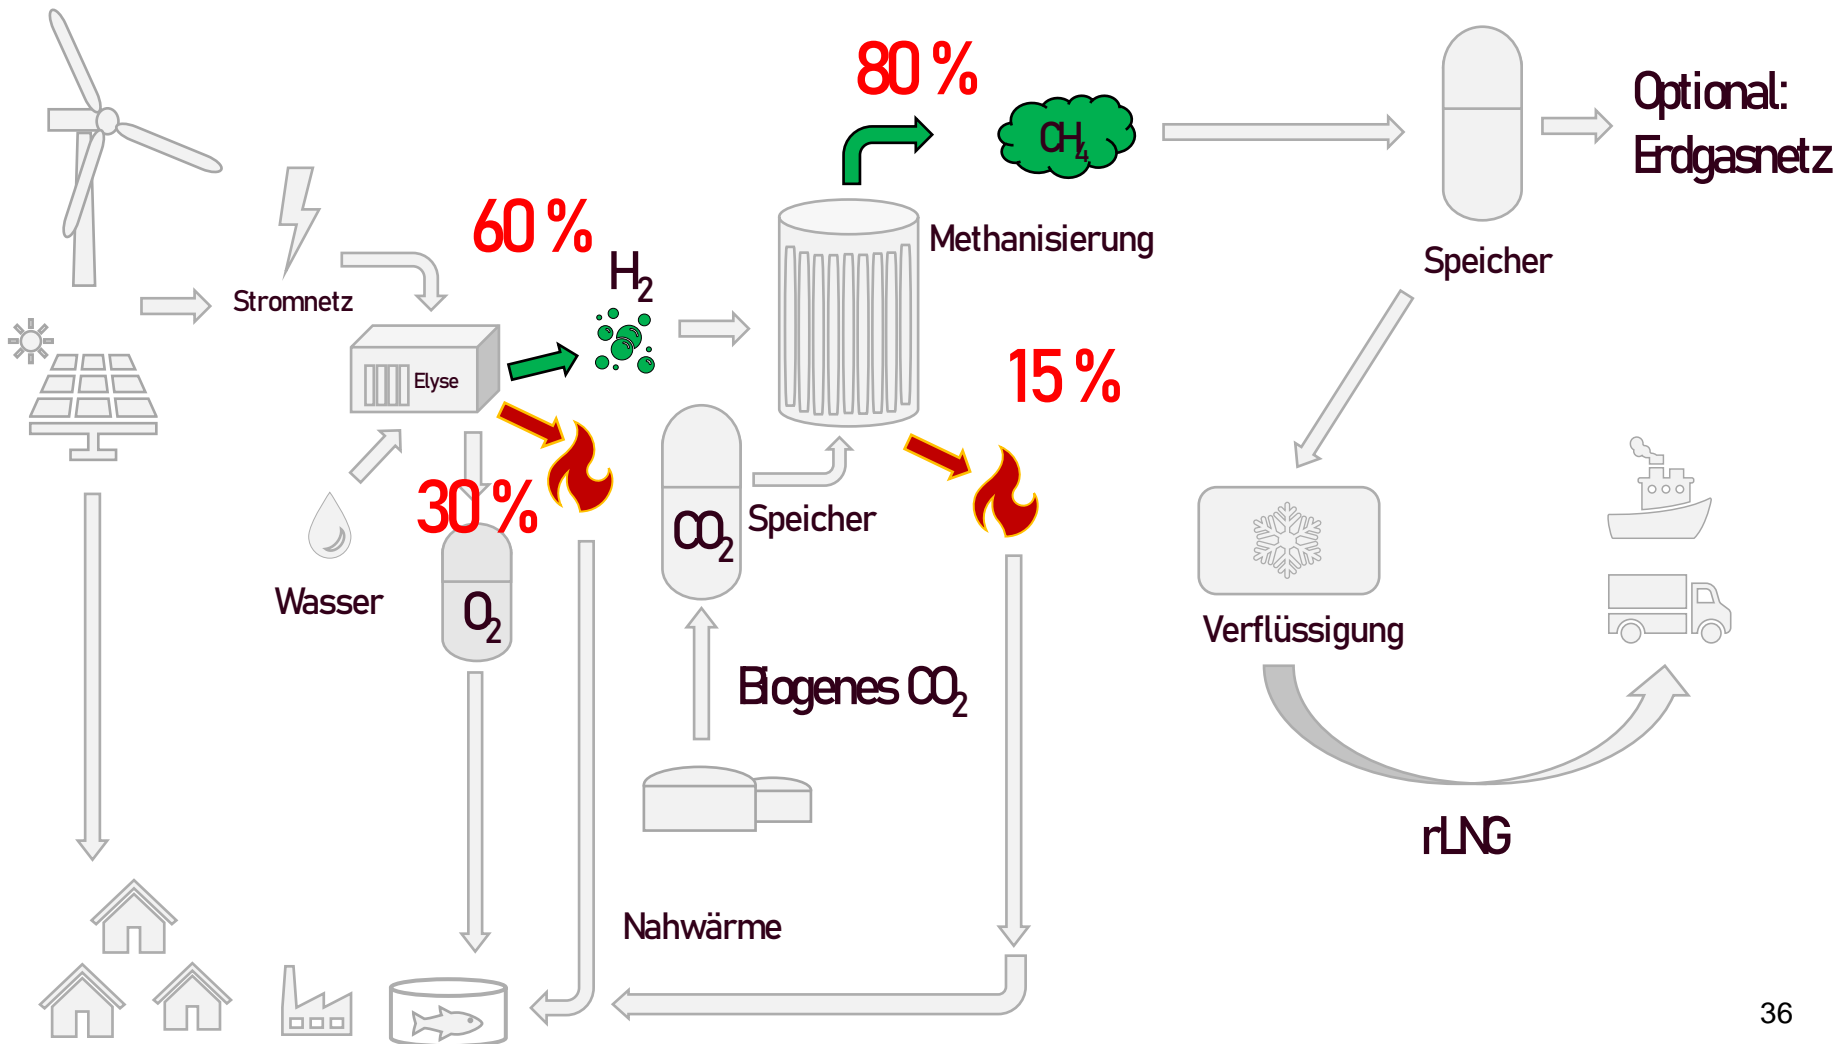 80 %
Optional:
Erdgasnetz
CH4
60 %
H2
Methanisierung
Speicher
Stromnetz
Elyse
15 %
30 %
CO2
Speicher
Wasser
O2
Verflüssigung
Biogenes CO2
rLNG
Nahwärme
36